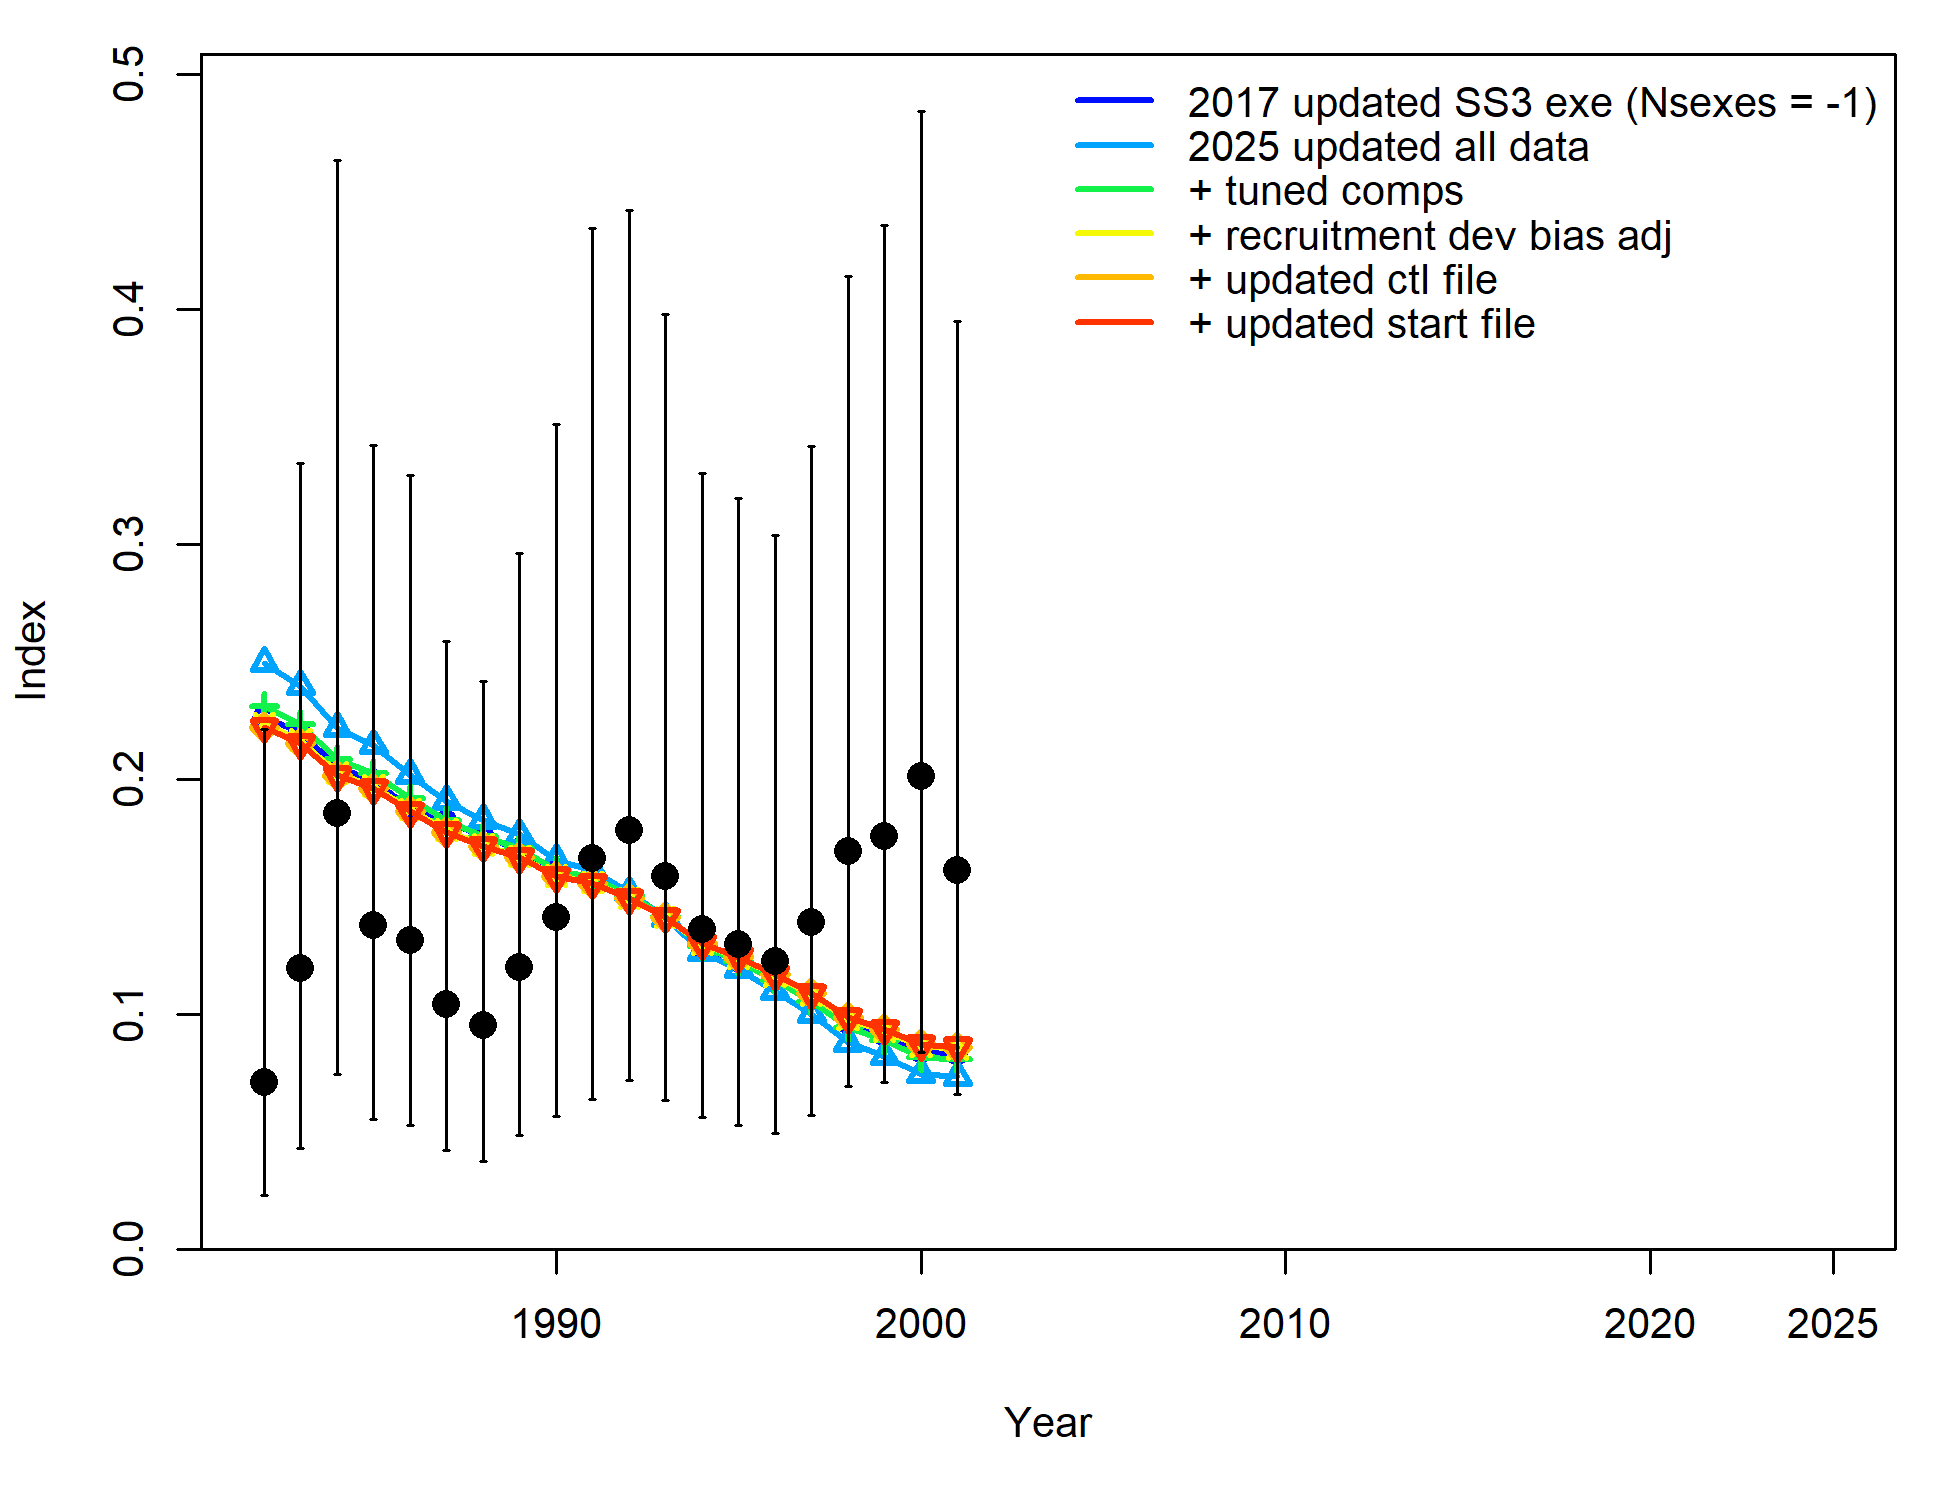 0.5
0.4
0.3
0.2
0.1
0.0
Index
2017 updated SS3 exe (Nsexes = -1)
2025 updated all data
+ tuned comps
+ recruitment dev bias adj
+ updated ctl file
+ updated start file
1990 2000 2010 2020 2025
Year